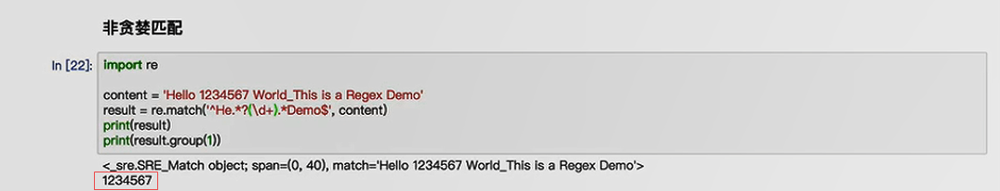 非贪婪匹配
In [22]: import re
content = 'Hello 1234567 World_This is a Regex Demo'
result = re.match('^He.*?(\d+).*Demo$', content)
print(result)
print(result.group(1))
<_sre.SRE_Match object; span=(0, 40), match='Hello 1234567 World_This is a Regex Demo'>
1234567